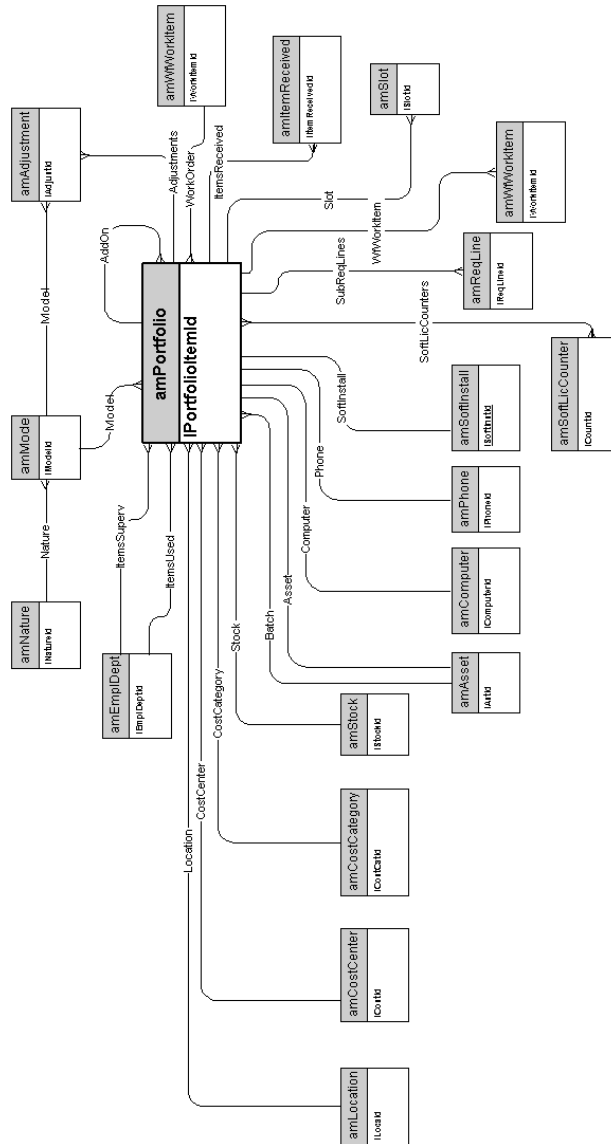 amNature
lNatureId
Nature
amMode
lModelId
Model
amAdjustment
lAdjustId
AddOn
Model
amEmplDept
lEmplDeptId
ItemsSuperv
ItemsUsed
amPortfolio
lPortfolioItemId
Adjustments
WorkOrder
ItemsReceived
amWfWorkItem
lWorkItemId
amItemReceived
lItemReceivedId
Location
CostCenter
CostCategory
Stock
Batch
Asset
Computer
Phone
SoftInstall
SoftLicCounters
SubReqLines
WfWorkItem
Slot
amSlot
lSlotId
amLocation
lLocaId
amCostCenter
amCostCategory
lCostCatId
amStock
lStockId
amAsset
lAstId
amComputer
lComputerId
amPhone
lPhoneId
amSoftInstall
lSoftInstId
amReqLine
lReqLineId
amWfWorkItem
lWorkItemId
amSoftLicCounter
lCountId